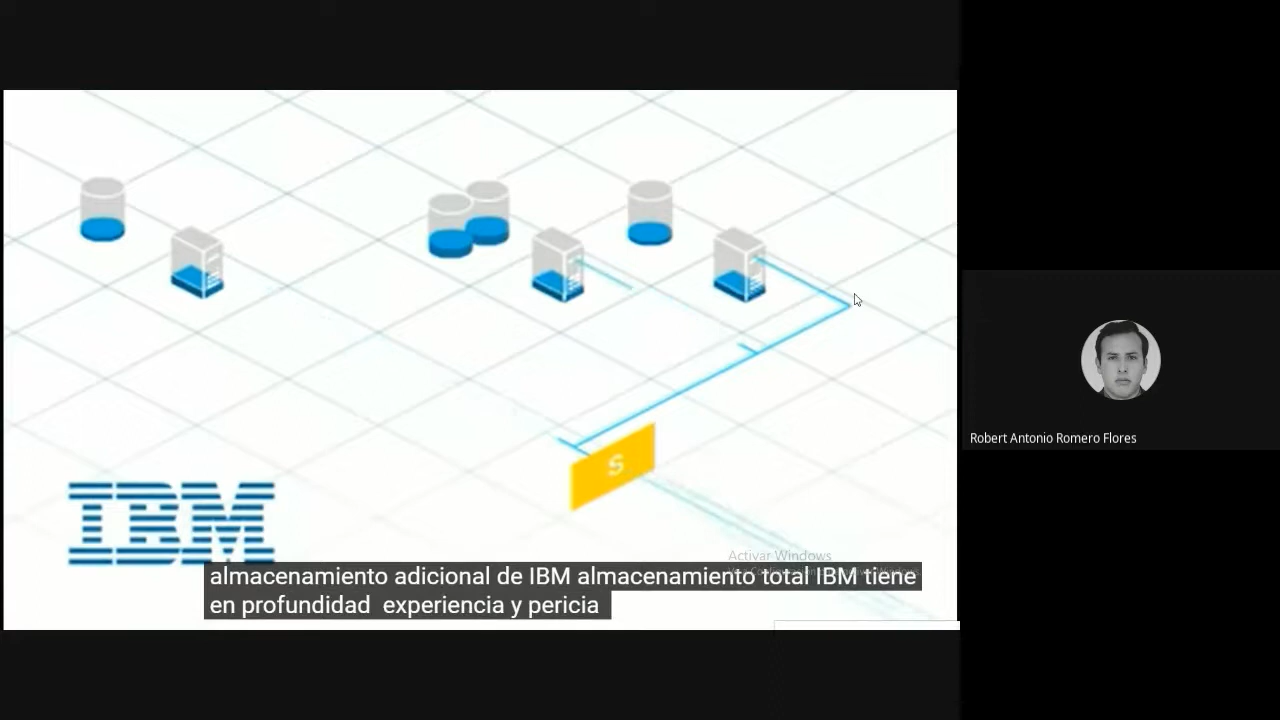 S
IBM
Activar Windows
almacenamiento adicional de IBM almacenamiento total IBM tiene
en profundidad  experiencia y pericia
Robert Antonio Romero Flores